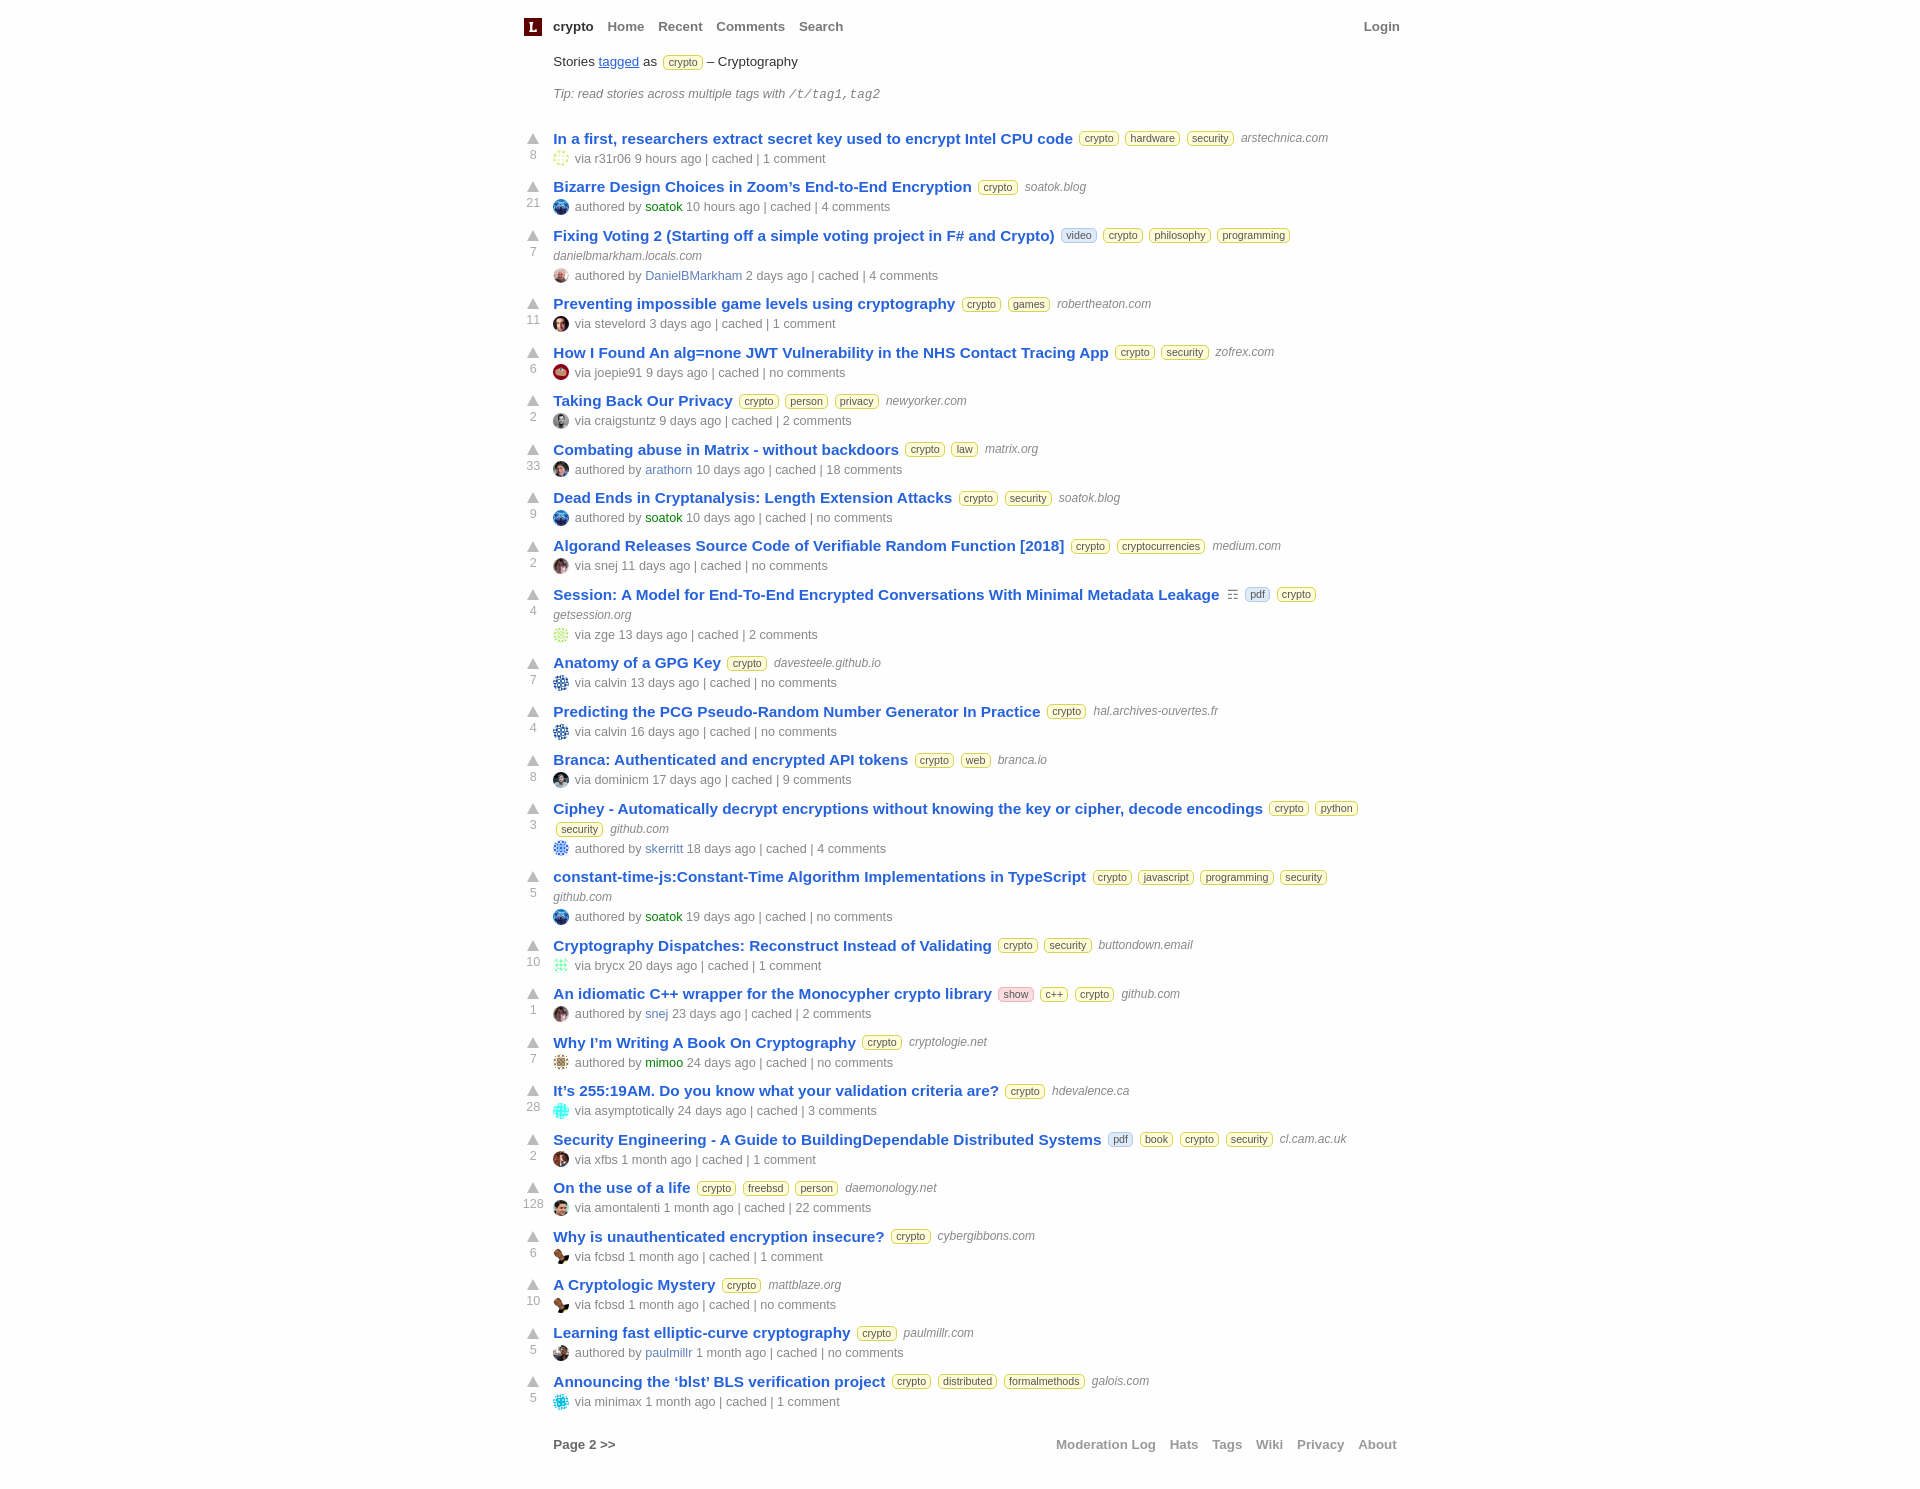 L crypto Home Recent Comments Search Login
Stories tagged as crypto – Cryptography
Tip: read stories across multiple tags with /t/tag1,tag2
In a first, researchers extract secret key used to encrypt Intel CPU code crypto hardware security arstechnica.com
8 via r31r06 9 hours ago | cached | 1 comment
Bizarre Design Choices in Zoom’s End-to-End Encryption crypto soatok.blog
21 authored by soatok 10 hours ago | cached | 4 comments
Fixing Voting 2 (Starting off a simple voting project in F# and Crypto) video crypto philosophy programming
7 danielbmarkham.locals.com
authored by DanielBMarkham 2 days ago | cached | 4 comments
Preventing impossible game levels using cryptography crypto games robertheaton.com
11 via stevelord 3 days ago | cached | 1 comment
How I Found An alg=none JWT Vulnerability in the NHS Contact Tracing App crypto security zofrex.com
6 via joepie91 9 days ago | cached | no comments
Taking Back Our Privacy crypto person privacy newyorker.com
2 via craigstuntz 9 days ago | cached | 2 comments
Combating abuse in Matrix - without backdoors crypto law matrix.org
33 authored by arathorn 10 days ago | cached | 18 comments
Dead Ends in Cryptanalysis: Length Extension Attacks crypto security soatok.blog
9 authored by soatok 10 days ago | cached | no comments
Algorand Releases Source Code of Verifiable Random Function [2018] crypto cryptocurrencies medium.com
2 via snej 11 days ago | cached | no comments
Session: A Model for End-To-End Encrypted Conversations With Minimal Metadata Leakage ☶ pdf crypto
4 getsession.org
via zge 13 days ago | cached | 2 comments
Anatomy of a GPG Key crypto davesteele.github.io
7 via calvin 13 days ago | cached | no comments
Predicting the PCG Pseudo-Random Number Generator In Practice crypto hal.archives-ouvertes.fr
4 via calvin 16 days ago | cached | no comments
Branca: Authenticated and encrypted API tokens crypto web branca.io
8 via dominicm 17 days ago | cached | 9 comments
Ciphey - Automatically decrypt encryptions without knowing the key or cipher, decode encodings crypto python
3 security github.com
authored by skerritt 18 days ago | cached | 4 comments
constant-time-js:Constant-Time Algorithm Implementations in TypeScript crypto javascript programming security
5 github.com
authored by soatok 19 days ago | cached | no comments
Cryptography Dispatches: Reconstruct Instead of Validating crypto security buttondown.email
10 via brycx 20 days ago | cached | 1 comment
An idiomatic C++ wrapper for the Monocypher crypto library show c++ crypto github.com
1 authored by snej 23 days ago | cached | 2 comments
Why I’m Writing A Book On Cryptography crypto cryptologie.net
7 authored by mimoo 24 days ago | cached | no comments
It’s 255:19AM. Do you know what your validation criteria are? crypto hdevalence.ca
28 via asymptotically 24 days ago | cached | 3 comments
Security Engineering - A Guide to BuildingDependable Distributed Systems pdf book crypto security cl.cam.ac.uk
2 via xfbs 1 month ago | cached | 1 comment
On the use of a life crypto freebsd person daemonology.net
128 via amontalenti 1 month ago | cached | 22 comments
Why is unauthenticated encryption insecure? crypto cybergibbons.com
6 via fcbsd 1 month ago | cached | 1 comment
A Cryptologic Mystery crypto mattblaze.org
10 via fcbsd 1 month ago | cached | no comments
Learning fast elliptic-curve cryptography crypto paulmillr.com
5 authored by paulmillr 1 month ago | cached | no comments
Announcing the ‘blst’ BLS verification project crypto distributed formalmethods galois.com
5 via minimax 1 month ago | cached | 1 comment
Page 2 >> Moderation Log Hats Tags Wiki Privacy About